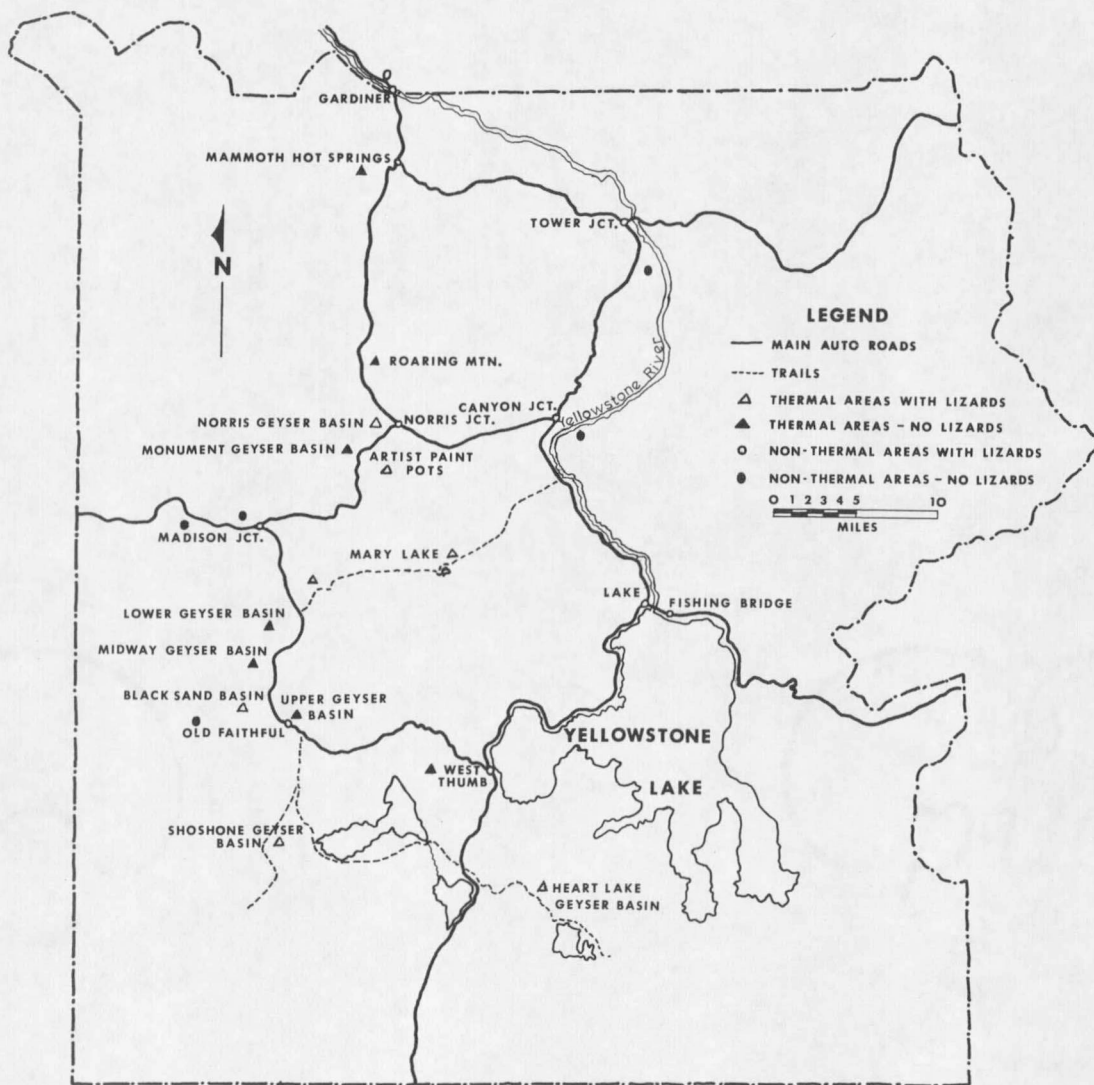 GARDINER
MAMMOTH HOT SPRINGS
TOWER JCT.
N
LEGEND
MAIN AUTO ROADS
TRAILS
THERMAL AREAS WITH LIZARDS
THERMAL AREAS – NO LIZARDS
NON-THERMAL AREAS WITH LIZARDS
NON-THERMAL AREAS – NO LIZARDS
0 1 2 3 4 5 10
MILES
ROARING MTN.
Yellowstone River
CANYON JCT.
NORRIS GEYSER BASIN
NORRIS JCT.
MONUMENT GEYSER BASIN
ARTIST PAINT
POTS
MADISON JCT.
MARY LAKE
LAKE
FISHING BRIDGE
LOWER GEYSER BASIN
MIDWAY GEYSER BASIN
BLACK SAND BASIN
UPPER GEYSER
BASIN
OLD FAITHFUL
YELLOWSTONE
LAKE
WEST
THUMB
SHOSHONE GEYSER
BASIN
HEART LAKE
GEYSER BASIN